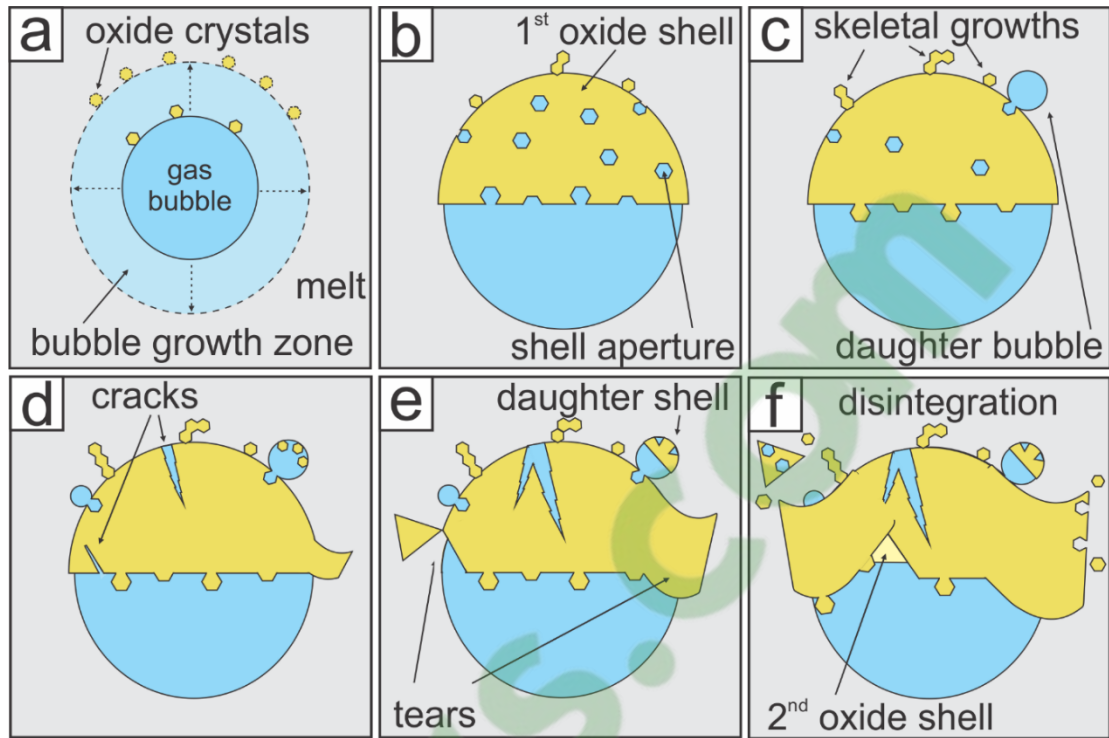 a
oxide crystals
gas
bubble
melt
bubble growth zone
b
1st oxide shell
shell aperture
c
skeletal growths
daughter bubble
d
cracks
e
daughter shell
tears
f
disintegration
2nd oxide shell
s.com